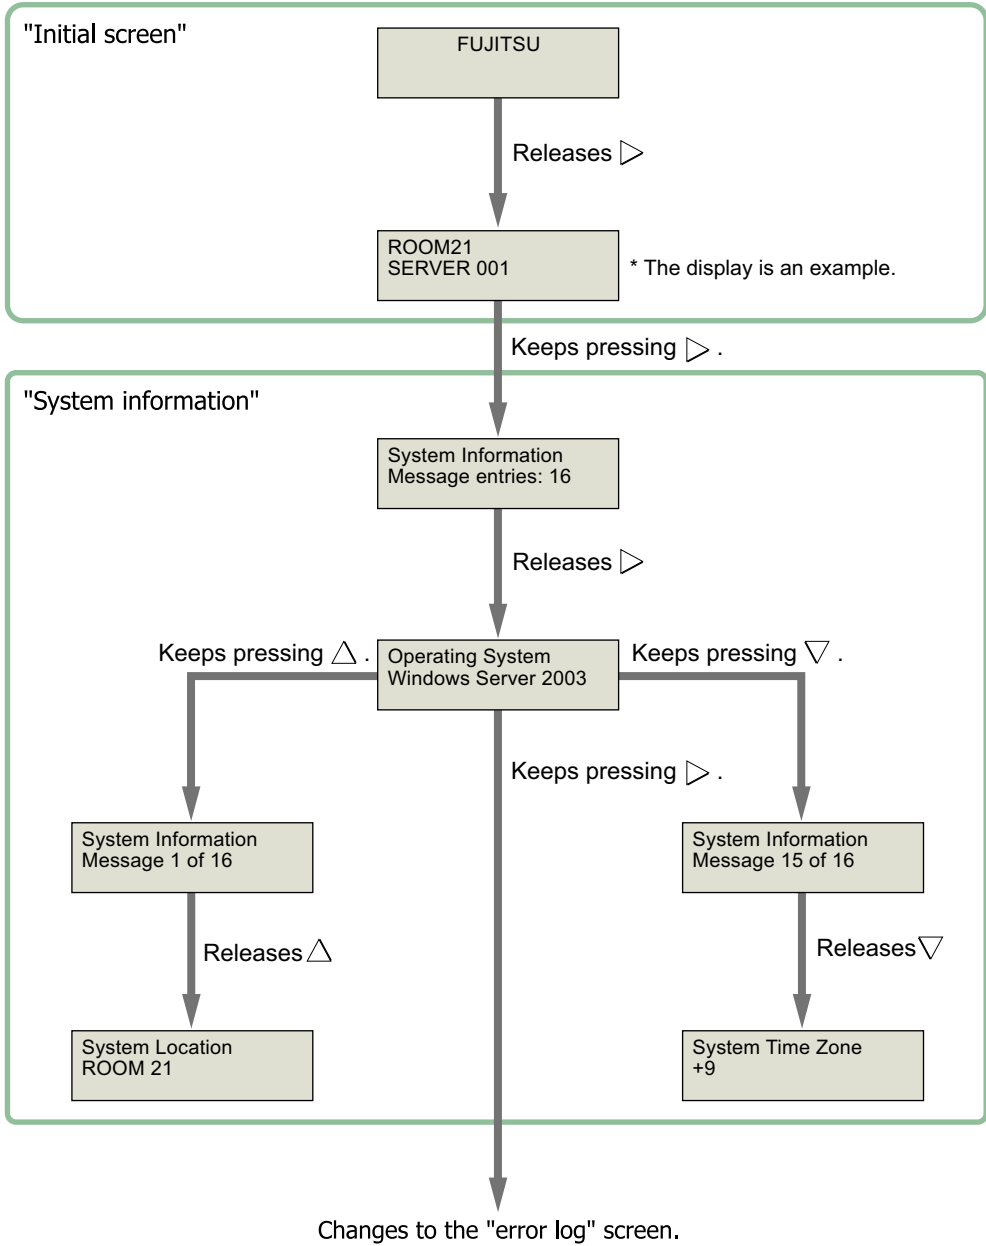 "Initial screen"
FUJITSU
Releases ▷
ROOM21
SERVER 001
* The display is an example.
Keeps pressing ▷ .
"System information"
System Information
Message entries: 16
Releases ▷
Keeps pressing △ .
Operating System
Windows Server 2003
Keeps pressing ▽ .
Keeps pressing ▷ .
System Information
Message 1 of 16
System Information
Message 15 of 16
Releases △
Releases ▽
System Location
ROOM 21
System Time Zone
+9
Changes to the "error log" screen.